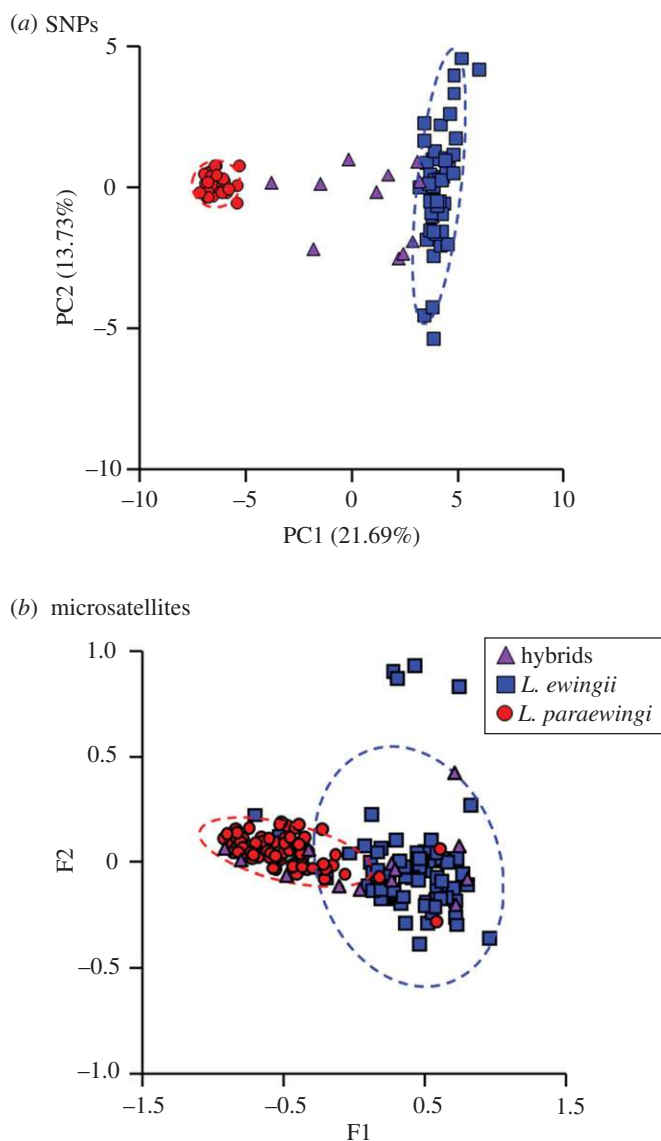 (a) SNPs
5
0
–5
–10
PC2 (13.73%)
–10 –5 0 5 10
PC1 (21.69%)
(b) microsatellites
hybrids
L. ewingii
L. paraewingi
1.0
0.5
0
–0.5
–1.0
F2
–1.5 –0.5 0.5 1.5
F1